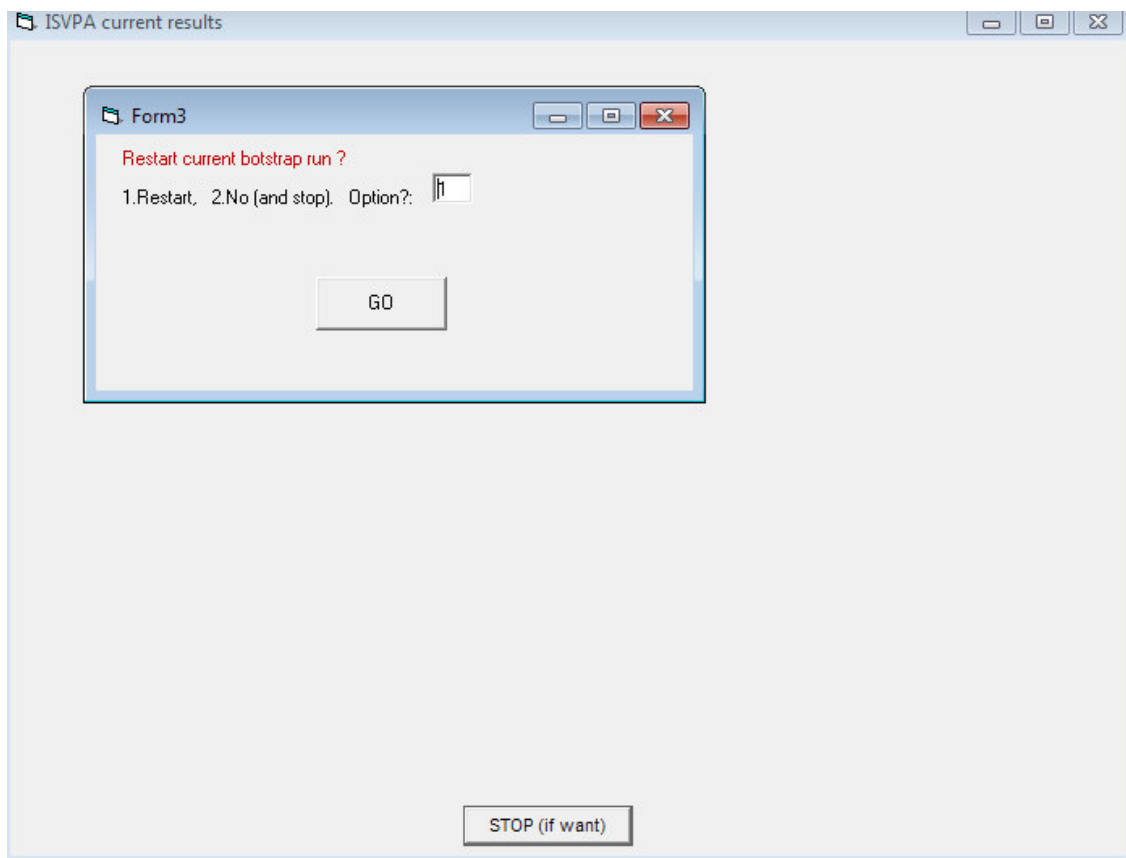 ISVPA current results
Form3
Restart current botstrap run ?
1.Restart, 2.No (and stop). Option?: 1
GO
STOP (if want)